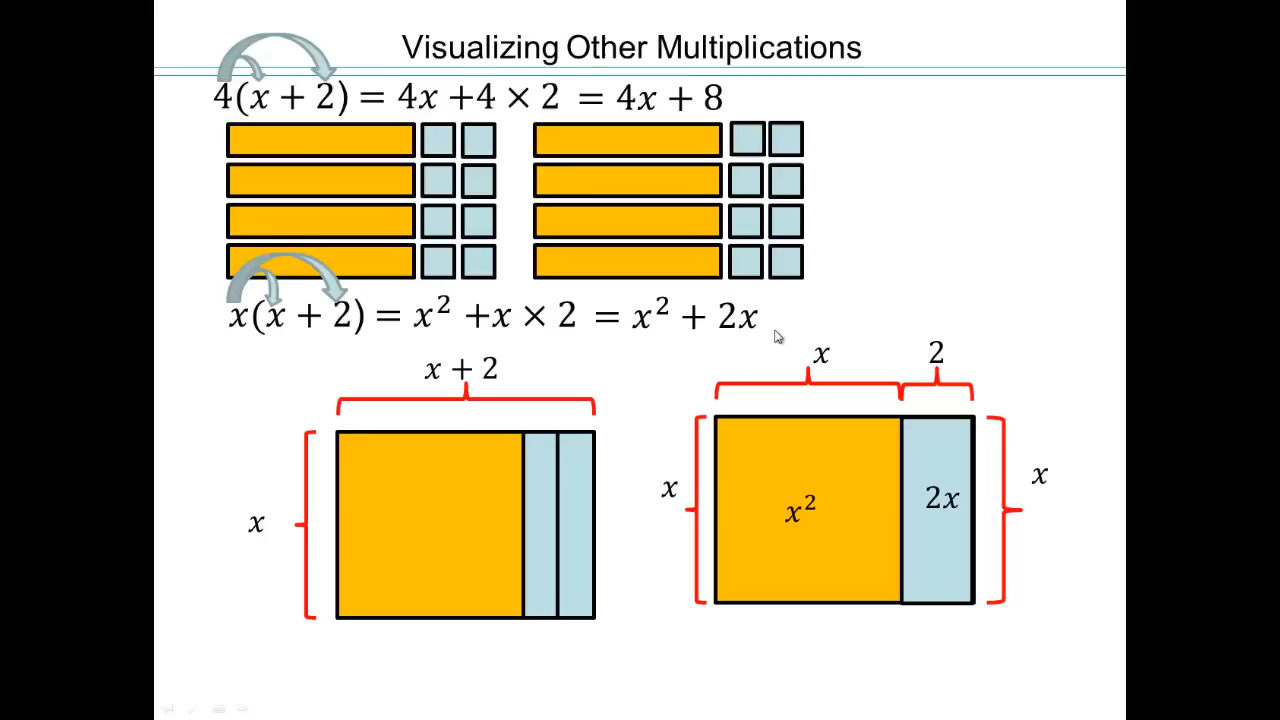 Visualizing Other Multiplications
4(x + 2) = 4x +4 × 2 = 4x + 8
x(x + 2) = x² +x × 2 = x² + 2x
x + 2
x
x 2
x
x²
2x
x